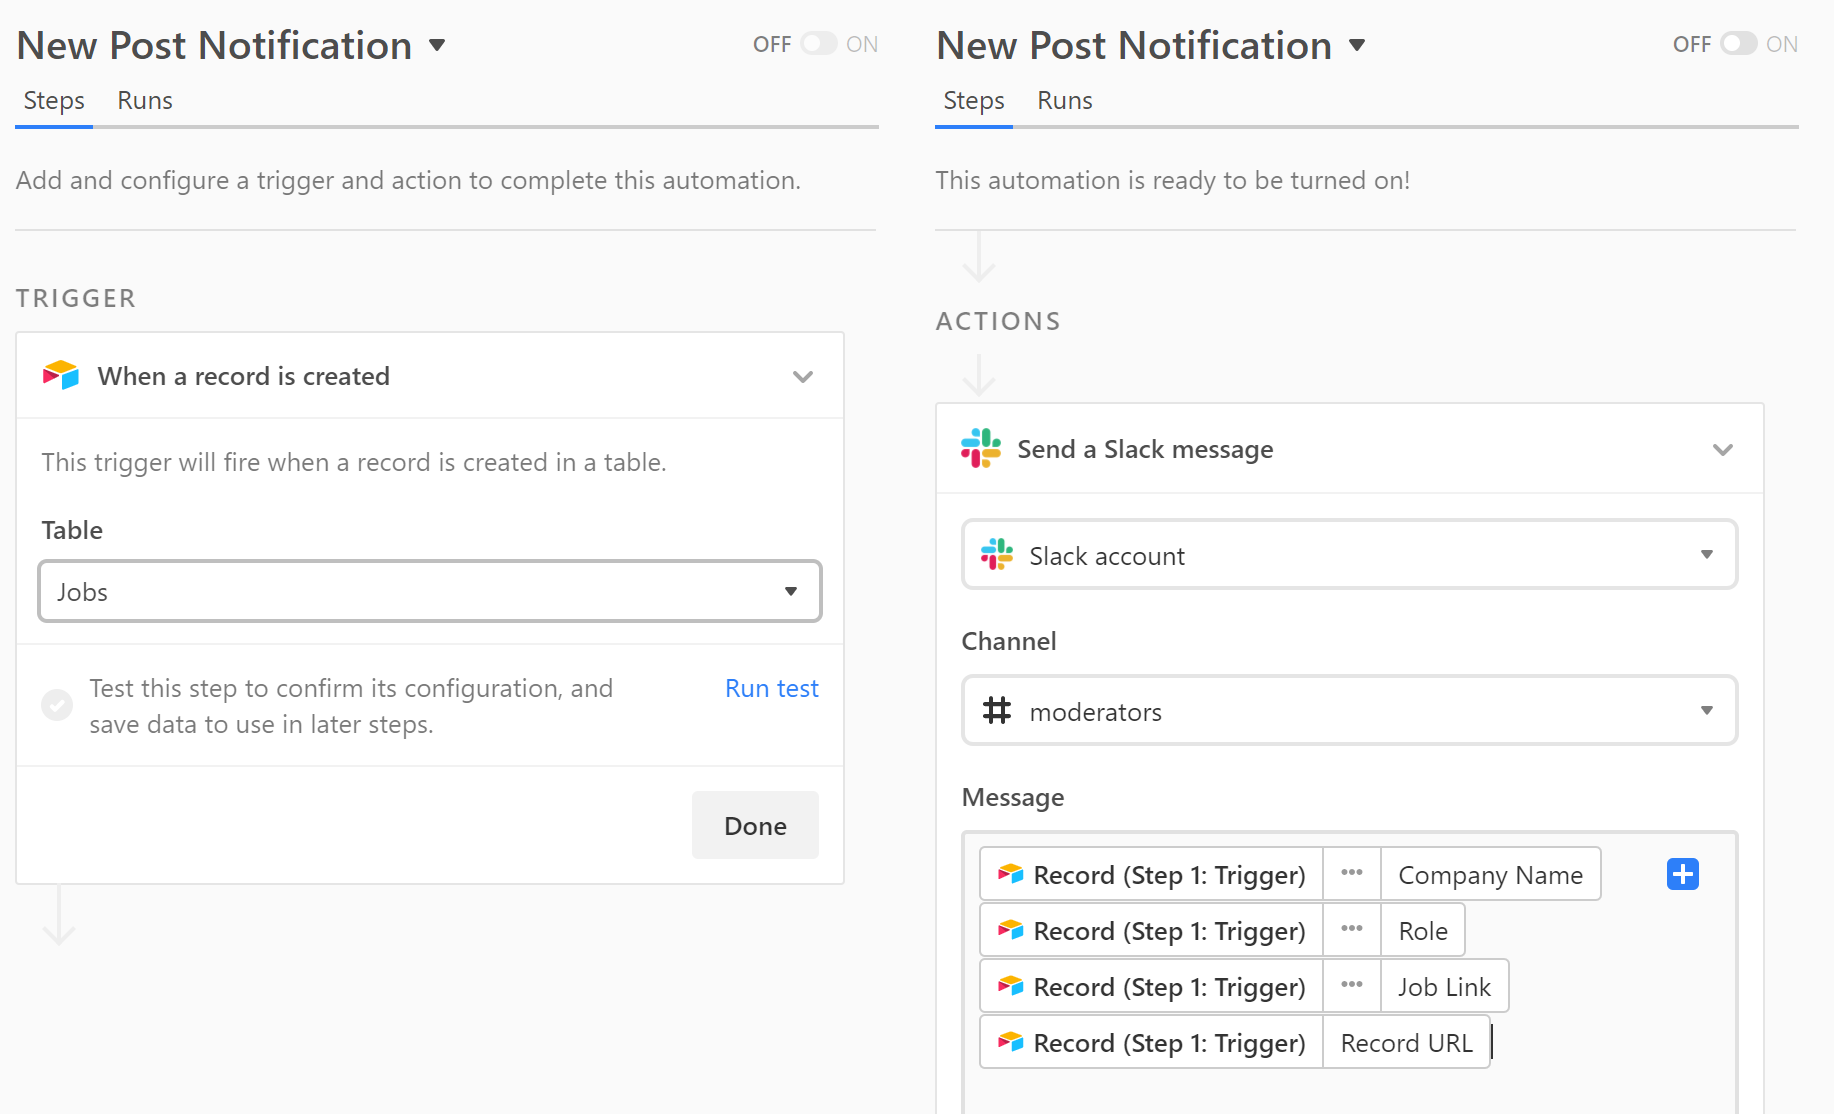 New Post Notification
OFF ON
Steps Runs
Add and configure a trigger and action to complete this automation.
TRIGGER
When a record is created
This trigger will fire when a record is created in a table.
Table
Jobs
Test this step to confirm its configuration, and
save data to use in later steps.
Run test
Done
New Post Notification
OFF ON
Steps Runs
This automation is ready to be turned on!
ACTIONS
Send a Slack message
Slack account
Channel
moderators
Message
Record (Step 1: Trigger) ••• Company Name
Record (Step 1: Trigger) ••• Role
Record (Step 1: Trigger) ••• Job Link
Record (Step 1: Trigger) Record URL